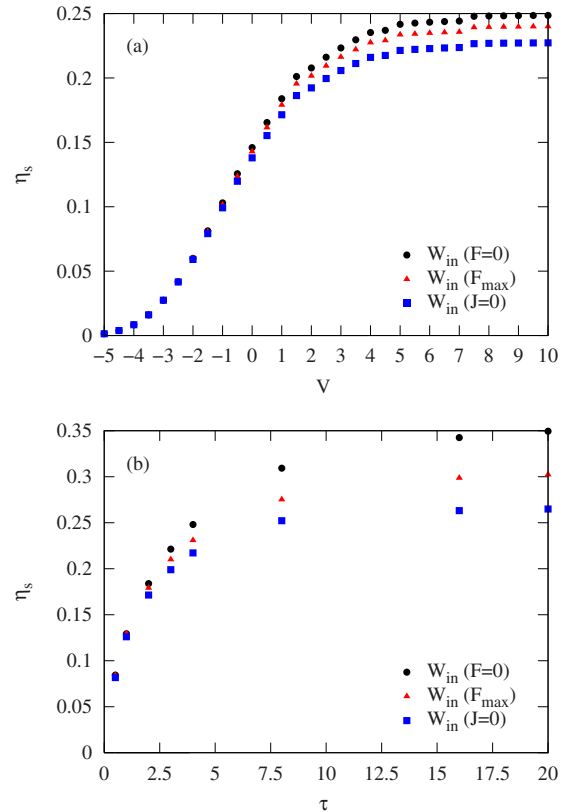 0.25
(a)
0.2
0.15
η_s
0.1
W_in (F=0)
W_in (F_max)
0.05
W_in (J=0)
0
−5 −4 −3 −2 −1 0 1 2 3 4 5 6 7 8 9 10
V
0.35
(b)
0.3
0.25
0.2
η_s
0.15
0.1
W_in (F=0)
W_in (F_max)
0.05
W_in (J=0)
0
0 2.5 5 7.5 10 12.5 15 17.5 20
τ